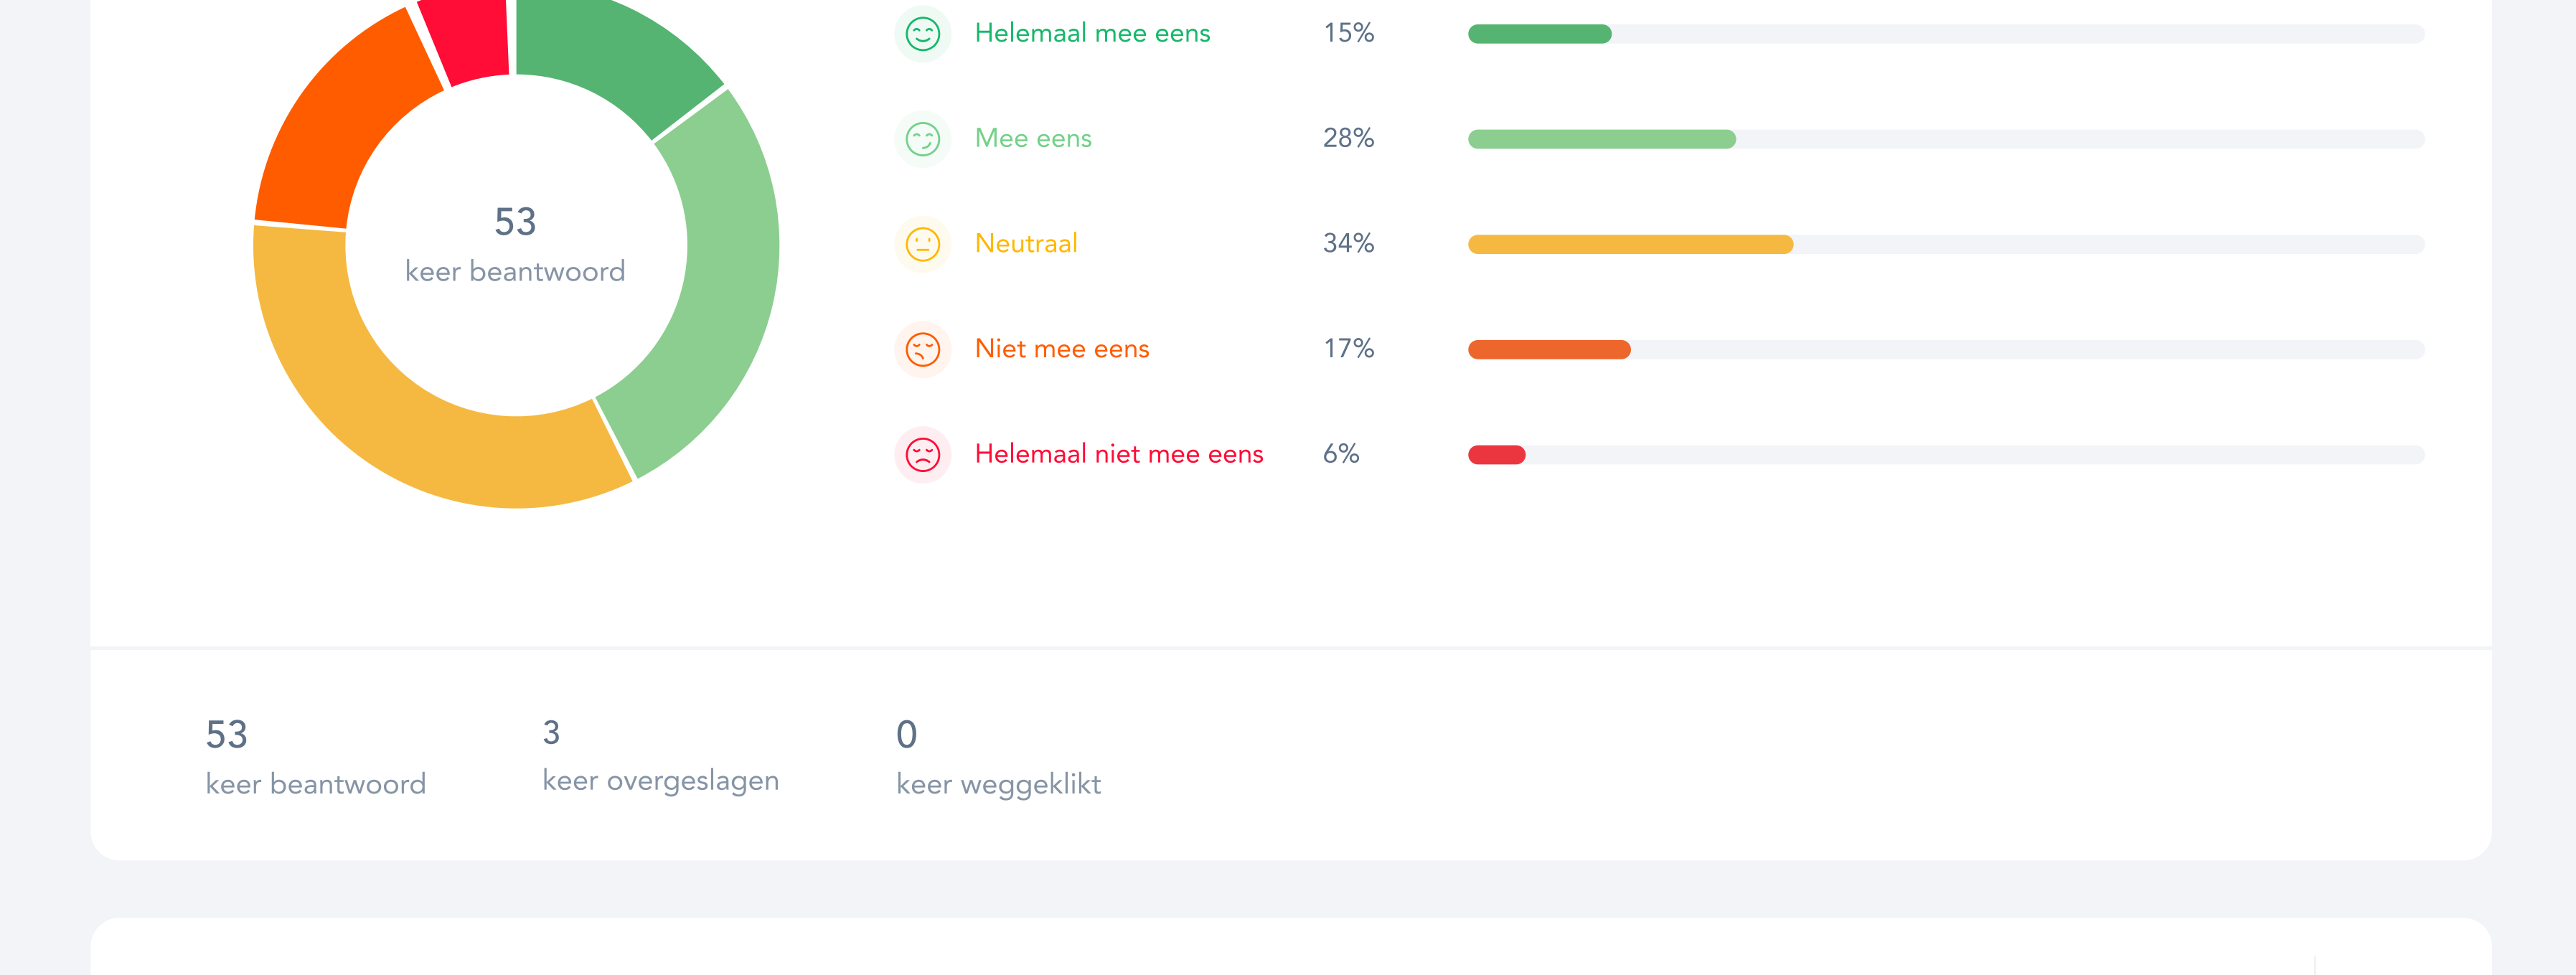 53
keer beantwoord
Helemaal mee eens 15%
Mee eens 28%
Neutraal 34%
Niet mee eens 17%
Helemaal niet mee eens 6%
53 3 0
keer beantwoord keer overgeslagen keer weggeklikt